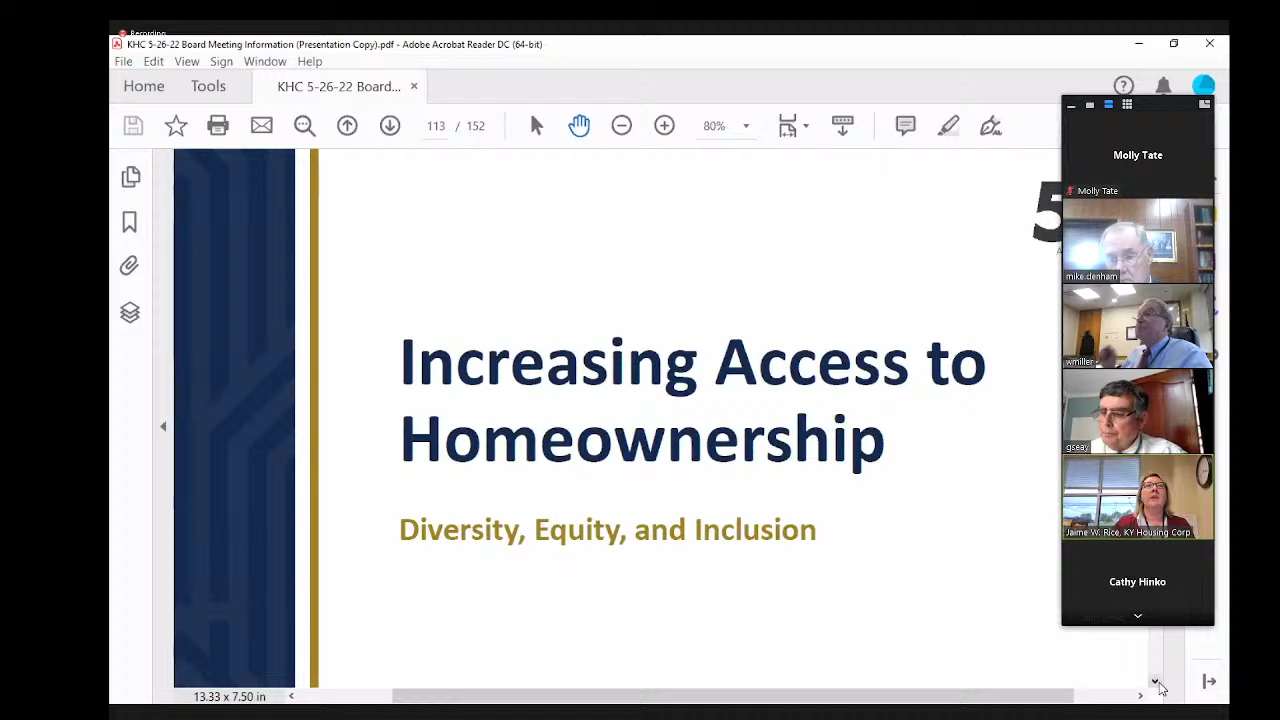 Recording
KHC 5-26-22 Board Meeting Information (Presentation Copy).pdf - Adobe Acrobat Reader DC (64-bit)
File Edit View Sign Window Help
Home Tools KHC 5-26-22 Board... ×
113 / 152 80%
Molly Tate
Molly Tate
5
mike.denham
wmiller
gseay
Jaime W. Rice, KY Housing Corp
Cathy Hinko
Increasing Access to
Homeownership
Diversity, Equity, and Inclusion
13.33 x 7.50 in